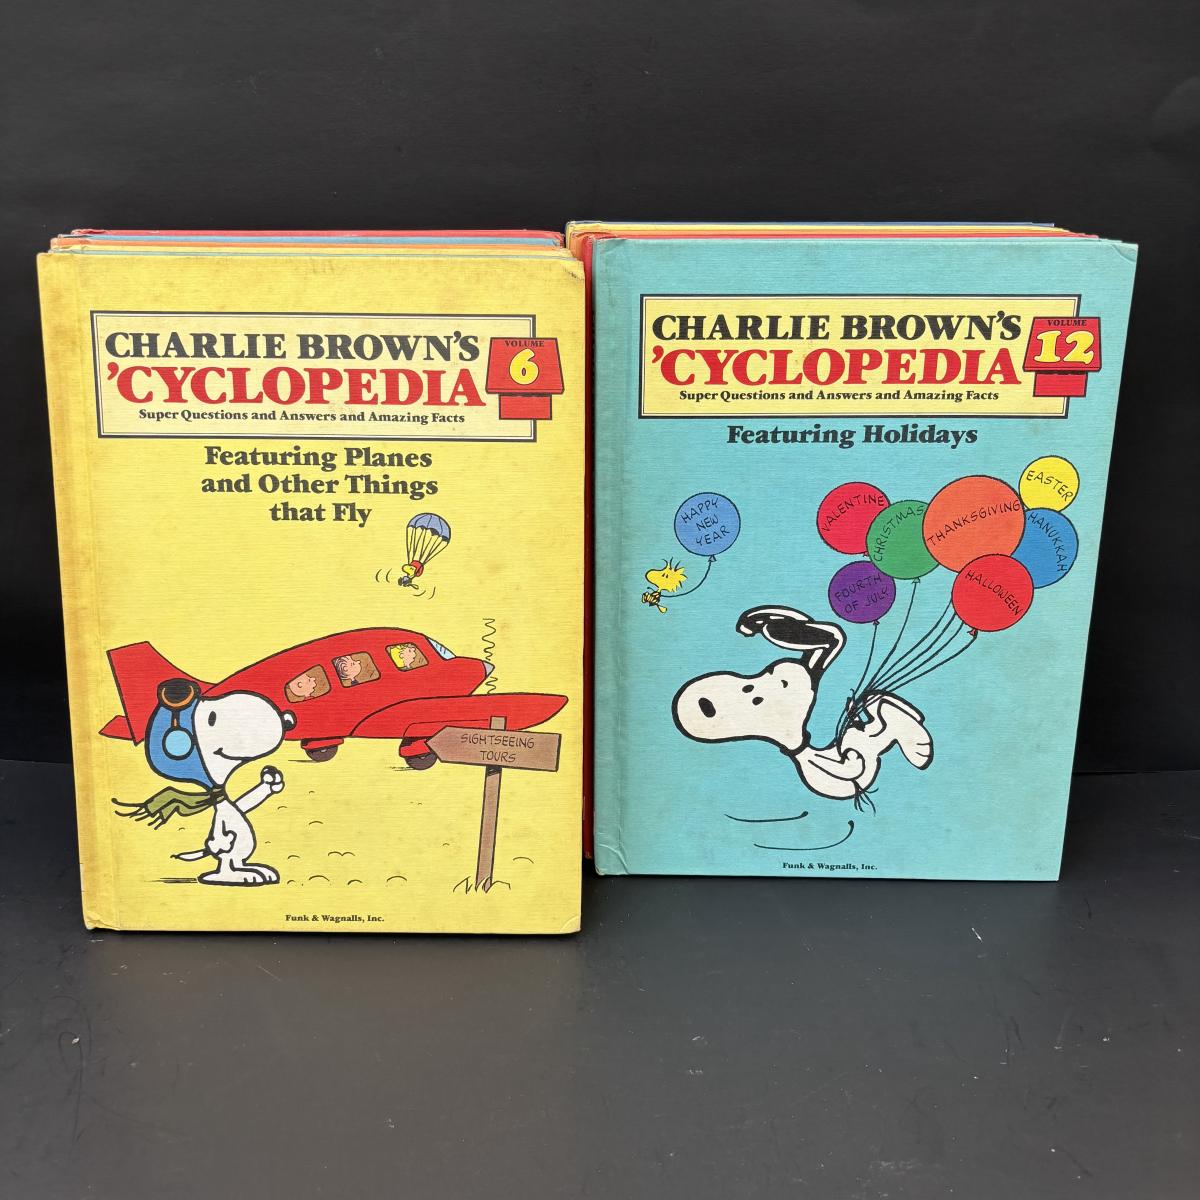 CHARLIE BROWN'S
'CYCLOPEDIA
Super Questions and Answers and Amazing Facts
VOLUME
6
Featuring Planes
and Other Things
that Fly
SIGHTSEEING
TOURS
Funk & Wagnalls, Inc.
CHARLIE BROWN'S
'CYCLOPEDIA
Super Questions and Answers and Amazing Facts
VOLUME
12
Featuring Holidays
HAPPY
NEW
YEAR
VALENTINE
CHRISTMAS
THANKSGIVING
EASTER
HANUKKAH
FOURTH
OF JULY
HALLOWEEN
Funk & Wagnalls, Inc.